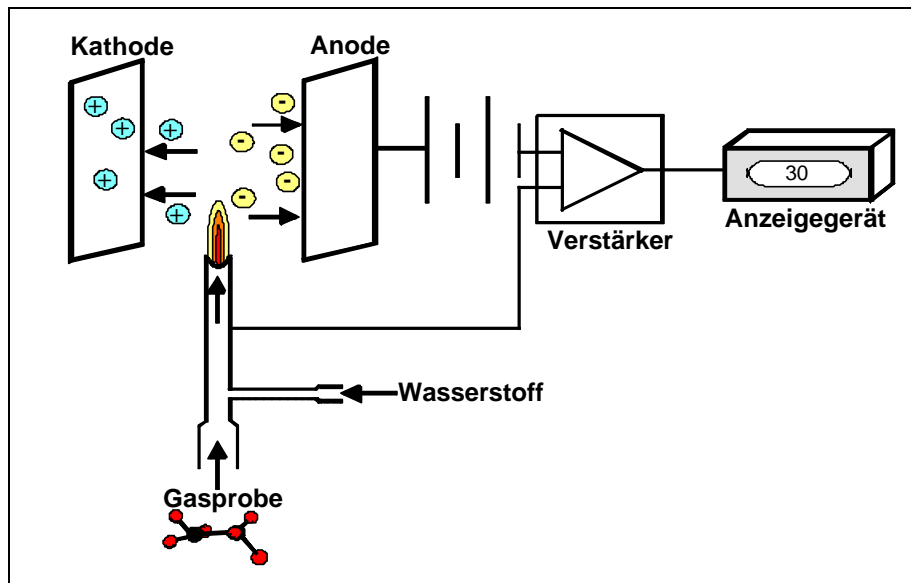 Kathode
Anode
+
+
+
+
+
-
-
-
-
-
30
Anzeigegerät
Verstärker
Wasserstoff
Gasprobe